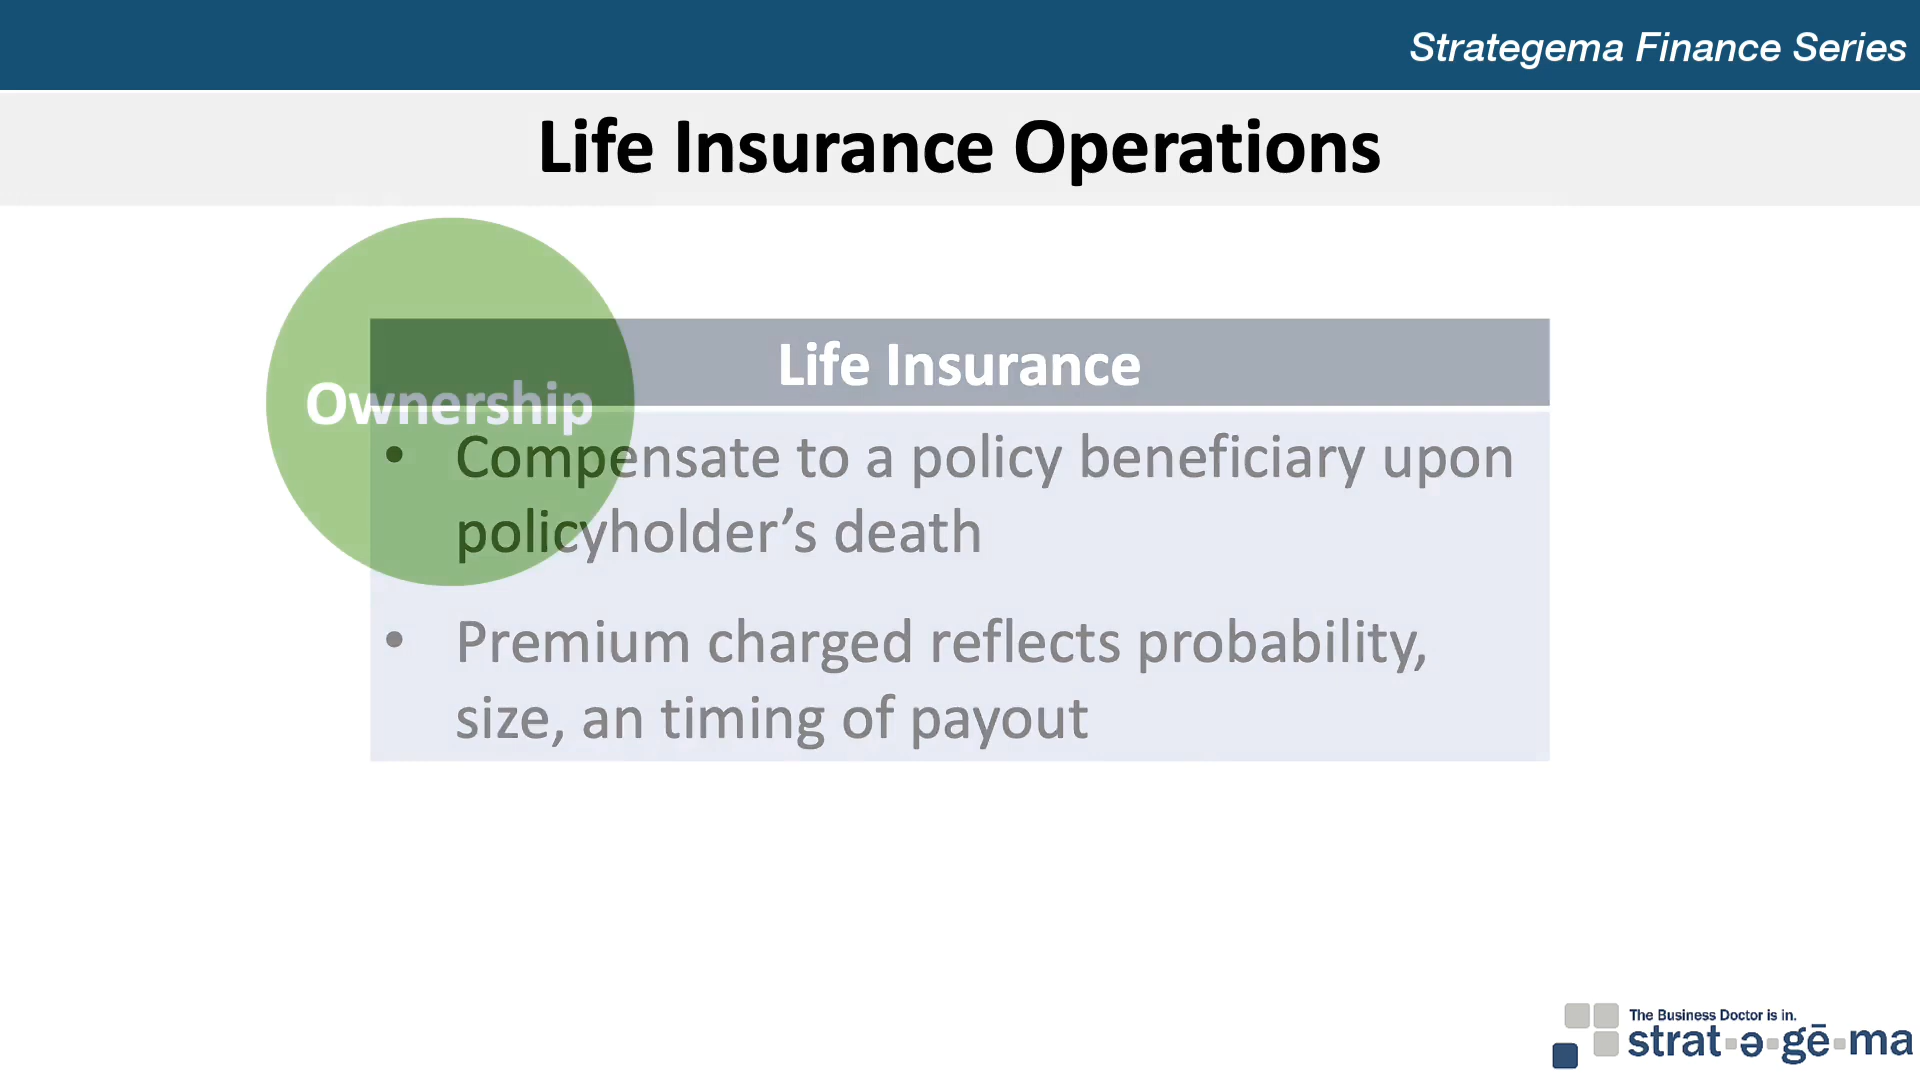 Strategema Finance Series
Life Insurance Operations
Life Insurance
Ownership
• Compensate to a policy beneficiary upon
policyholder’s death
• Premium charged reflects probability,
size, an timing of payout
The Business Doctor is in.
strat·ə·gē·ma